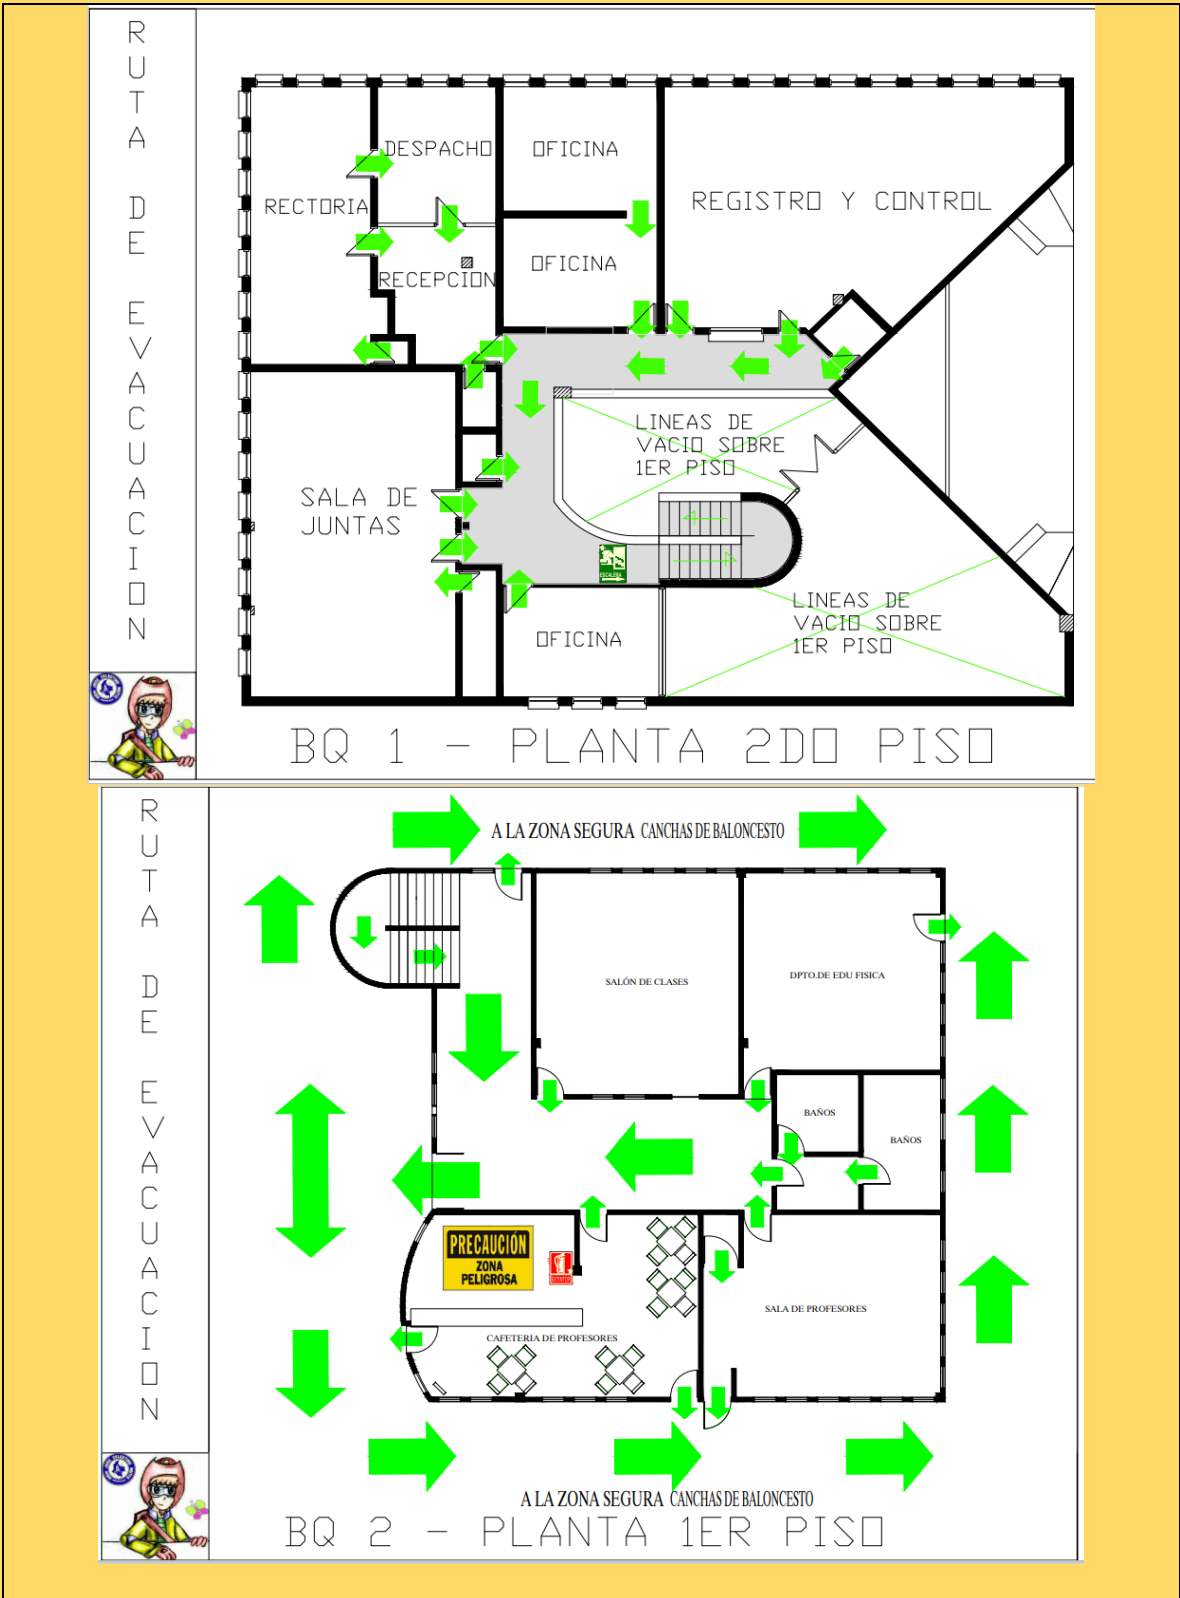 RUTA DE EVACUACION
DESPACHO
OFICINA
RECTORIA
REGISTRO Y CONTROL
OFICINA
RECEPCION
LINEAS DE
VACIO SOBRE
1ER PISO
SALA DE
JUNTAS
ESCALERA
LINEAS DE
VACIO SOBRE
1ER PISO
OFICINA
BQ 1 - PLANTA 2DO PISO
RUTA DE EVACUACION
A LA ZONA SEGURA CANCHAS DE BALONCESTO
SALÓN DE CLASES
DPTO.DE EDU FISICA
BAÑOS
BAÑOS
PRECAUCIÓN
ZONA
PELIGROSA
SALA DE PROFESORES
CAFETERIA DE PROFESORES
A LA ZONA SEGURA CANCHAS DE BALONCESTO
BQ 2 - PLANTA 1ER PISO